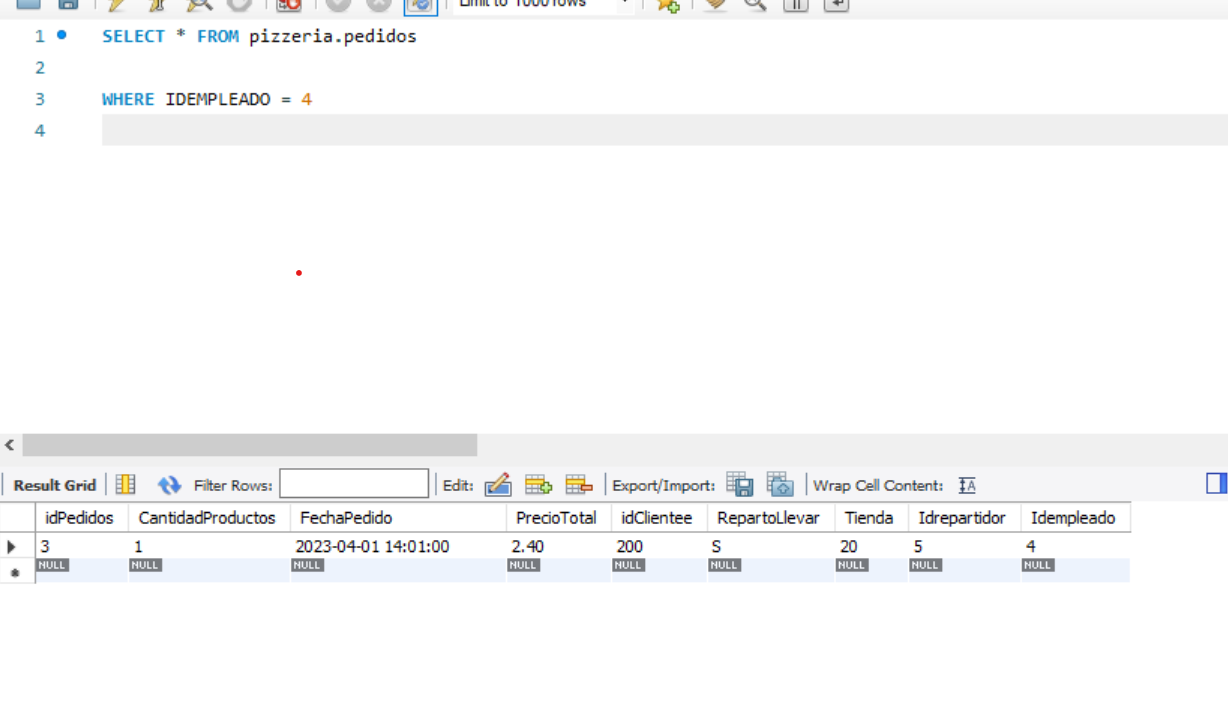 Limit to 1000 rows
1 SELECT * FROM pizzeria.pedidos
2
3 WHERE IDEMPLEADO = 4
4
Result Grid Filter Rows: Edit: Export/Import: Wrap Cell Content:
idPedidos CantidadProductos FechaPedido PrecioTotal idClientee RepartoLlevar Tienda Idrepartidor Idempleado
3 1 2023-04-01 14:01:00 2.40 200 S 20 5 4
NULL NULL NULL NULL NULL NULL NULL NULL NULL